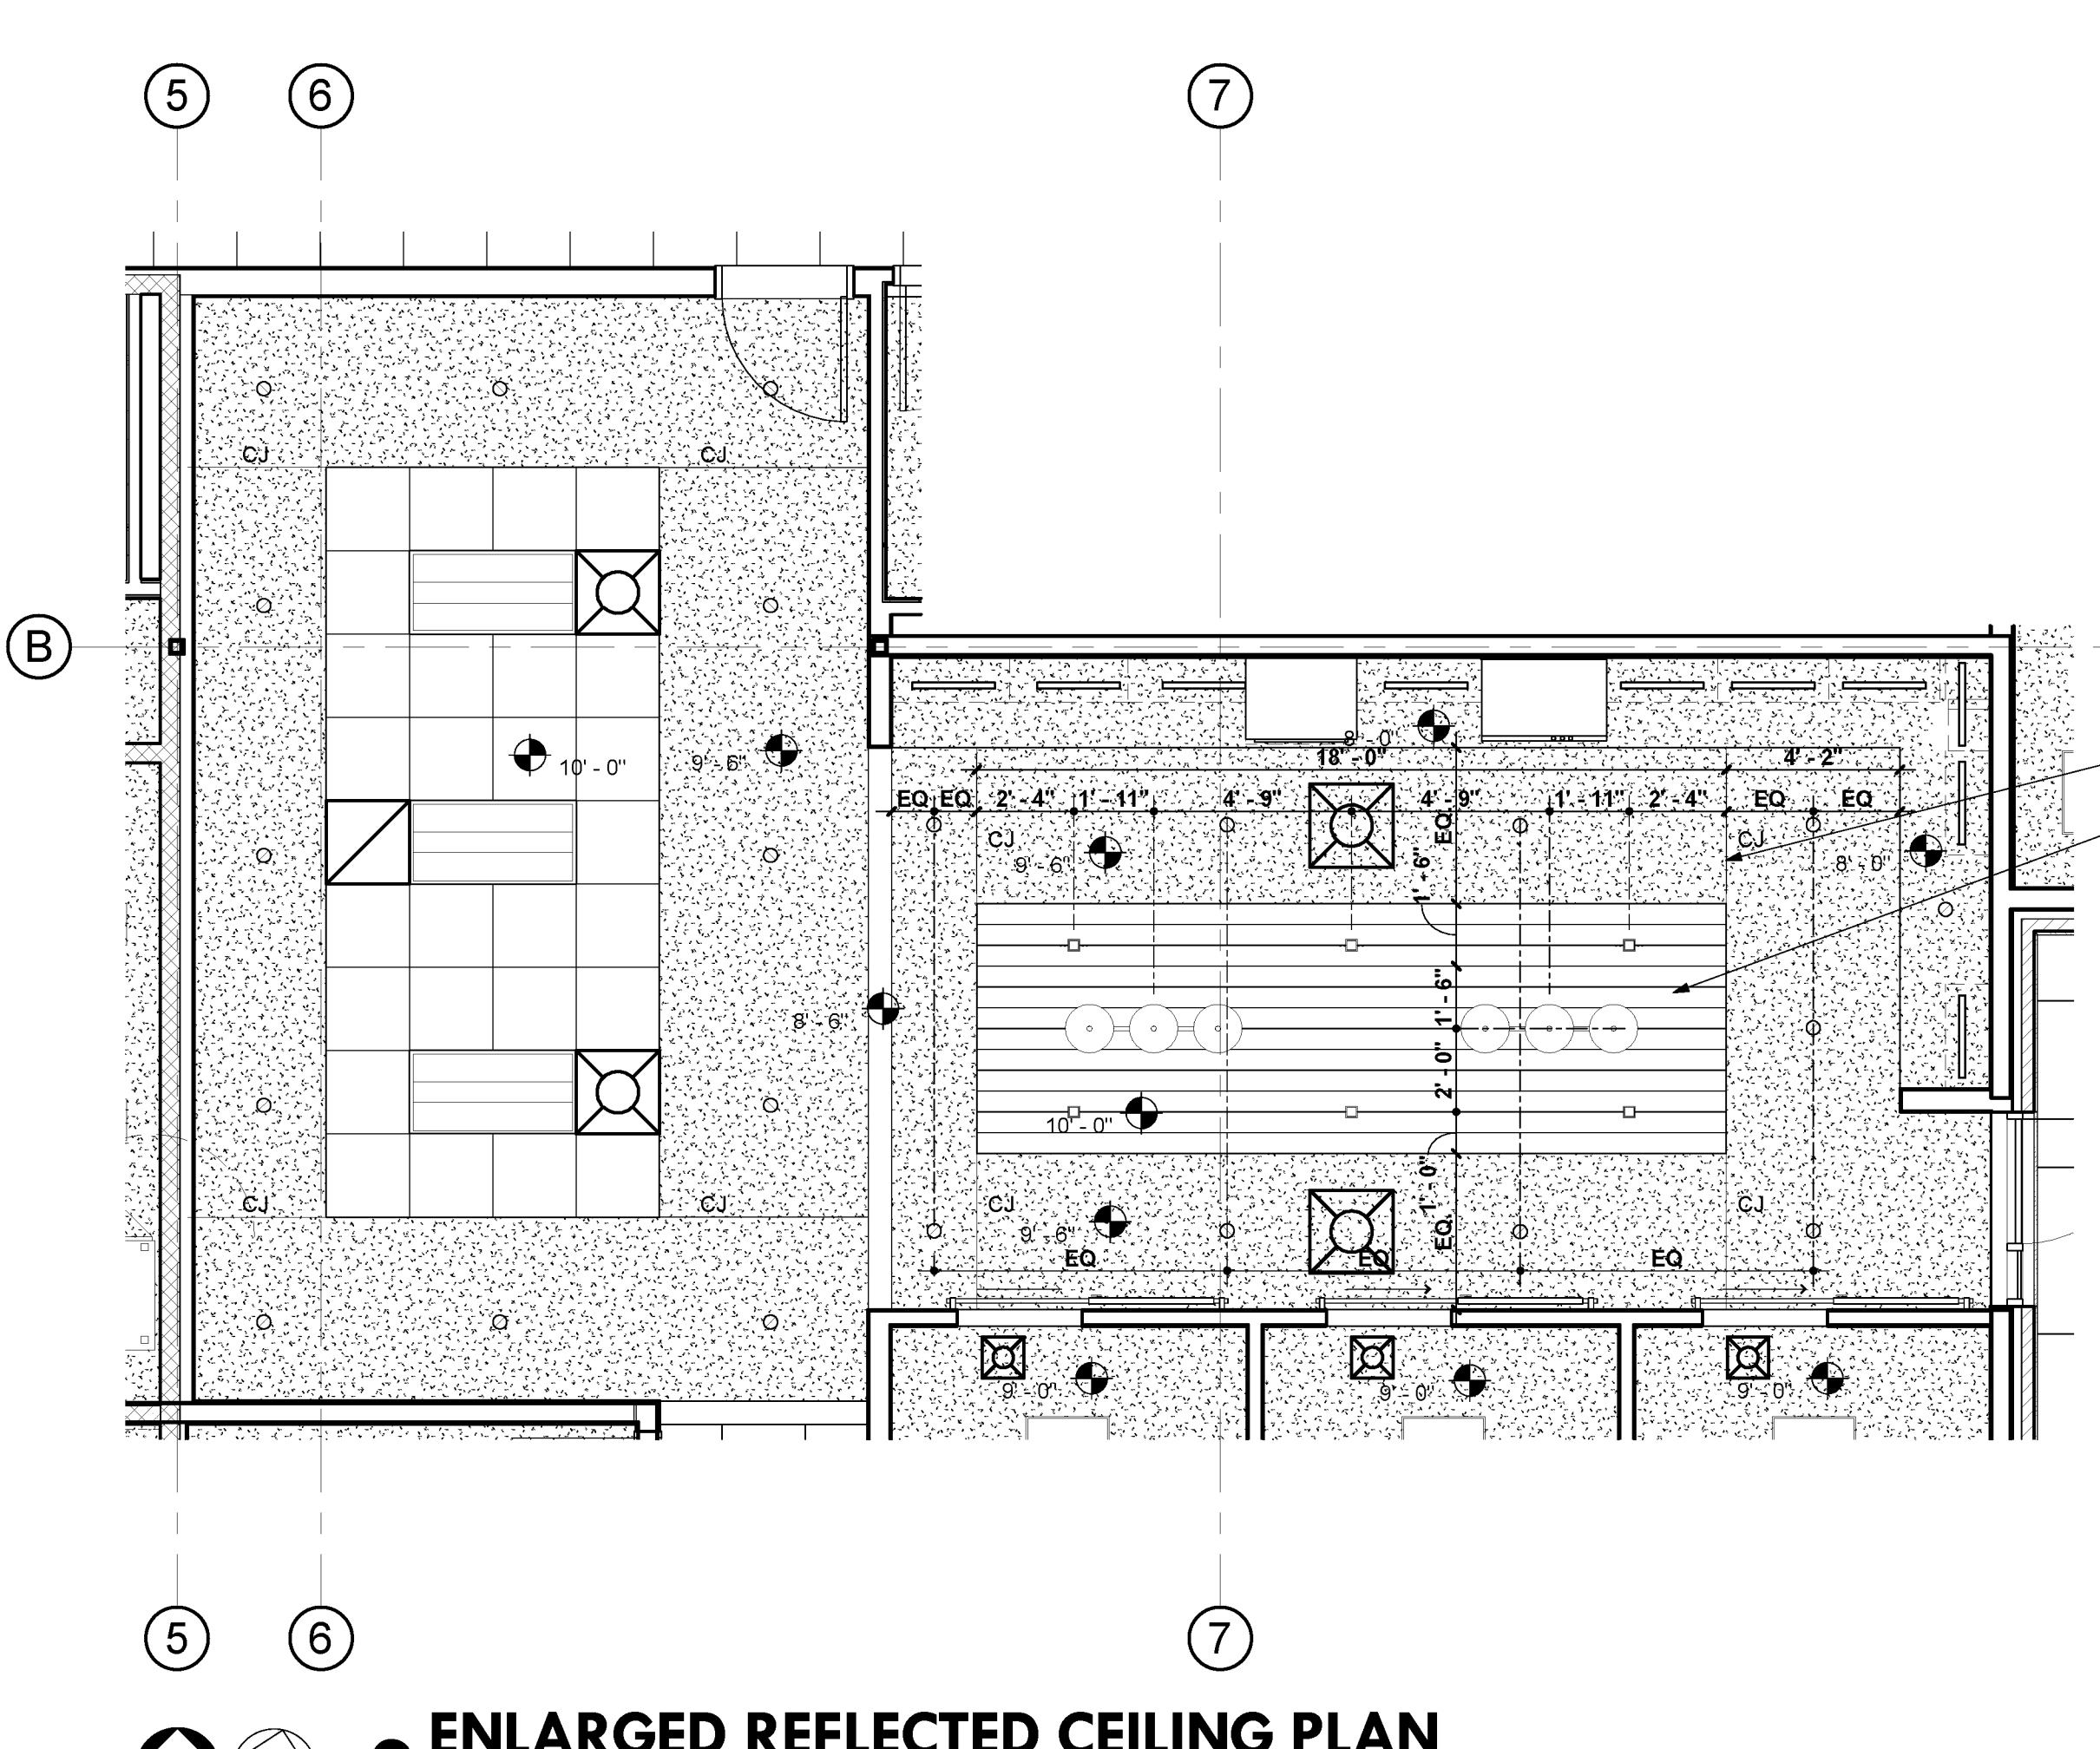 5 6 7
B
CJ CJ
10' - 0" 9' - 6"
8' - 0"
18' - 0" 4' - 2"
EQ EQ 2' - 4" 1' - 11" 4' - 9" 4' - 9" 1' - 11" 2' - 4" EQ EQ
EQ.
CJ CJ
9' - 6" 8' - 0"
1' - 6"
1' - 6"
8' - 6"
2' - 0"
10' - 0"
1' - 0"
CJ CJ CJ CJ
9' - 6" EQ.
EQ EQ EQ
9' - 0" 9' - 0" 9' - 0"
5 6 7
ENLARGED REFLECTED CEILING PLAN